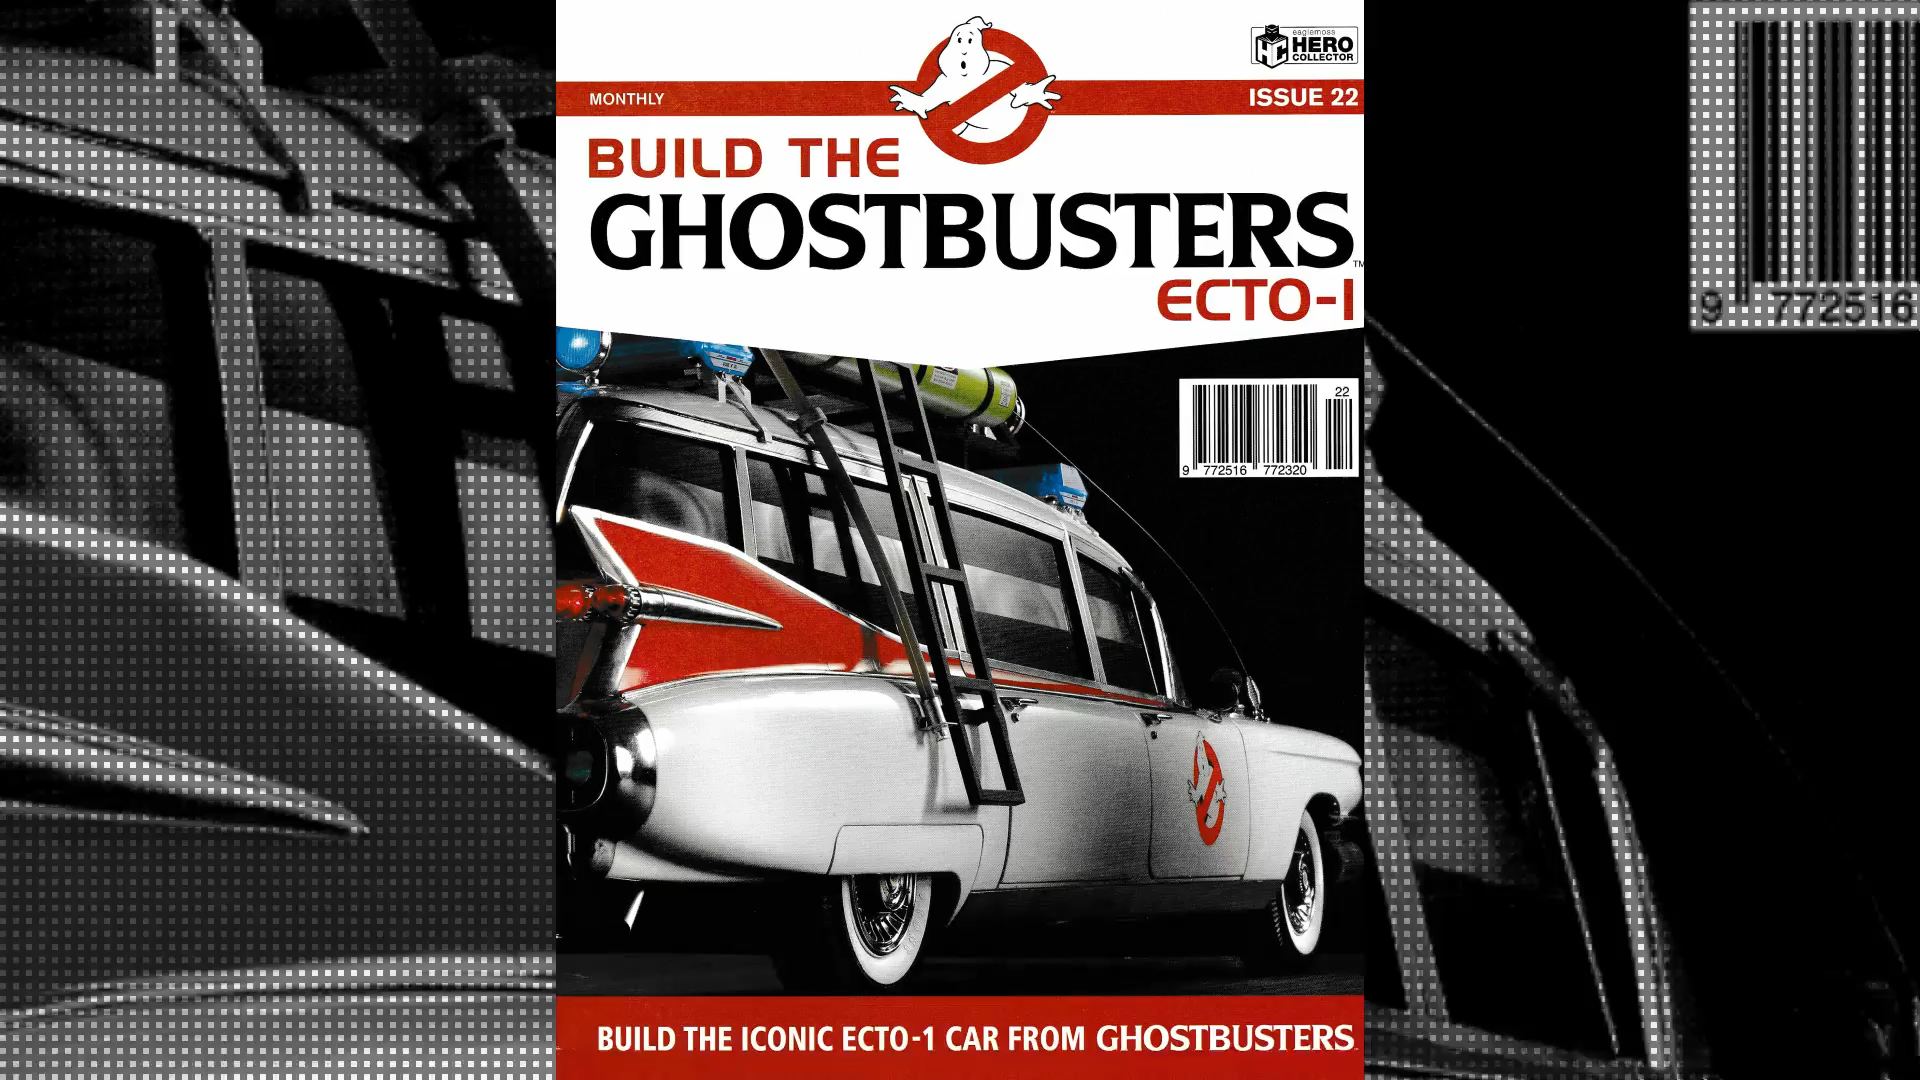 eaglemoss
HERO
COLLECTOR
MONTHLY
ISSUE 22
BUILD THE
GHOSTBUSTERS
TM
ECTO-1
22
9 772516 772320
9 772516
BUILD THE ICONIC ECTO-1 CAR FROM GHOSTBUSTERS